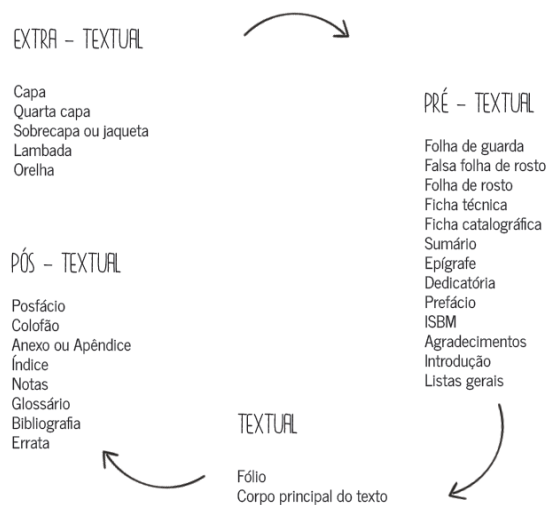 EXTRA – TEXTUAL
Capa
Quarta capa
Sobrecapa ou jaqueta
Lambada
Orelha
PRÉ – TEXTUAL
Folha de guarda
Falsa folha de rosto
Folha de rosto
Ficha técnica
Ficha catalográfica
Sumário
Epígrafe
Dedicatória
Prefácio
ISBM
Agradecimentos
Introdução
Listas gerais
TEXTUAL
Fólio
Corpo principal do texto
PÓS – TEXTUAL
Posfácio
Colofão
Anexo ou Apêndice
Índice
Notas
Glossário
Bibliografia
Errata